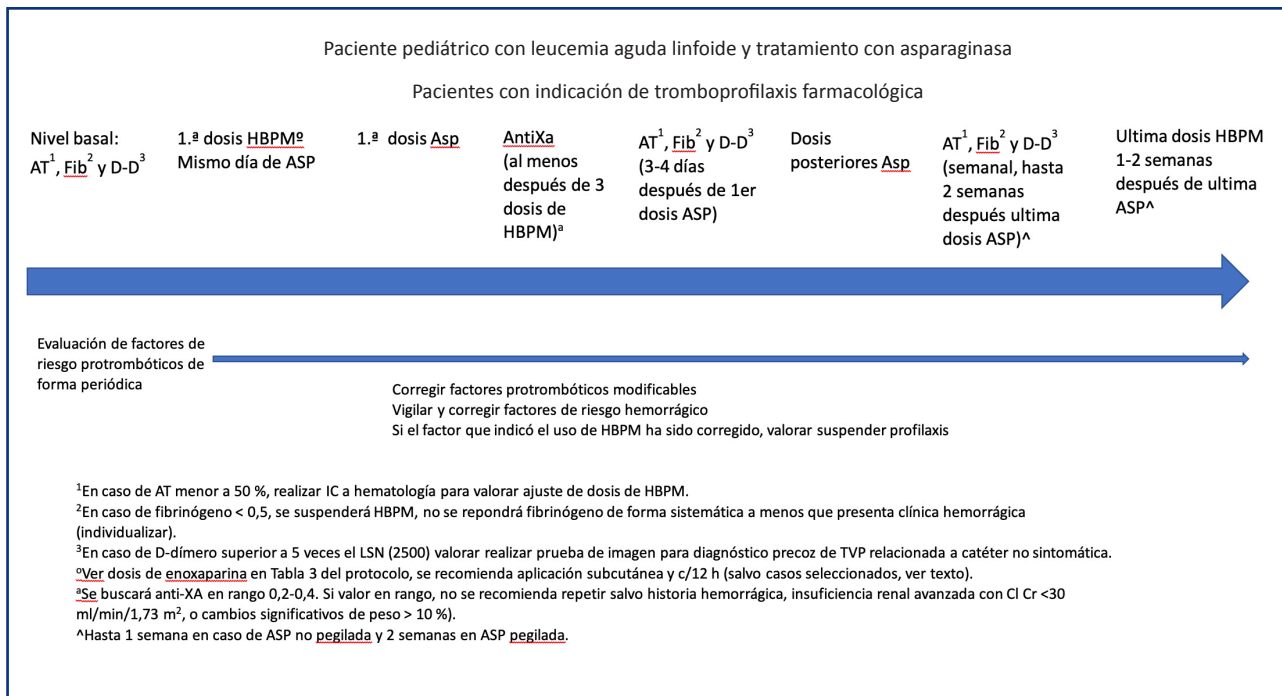 Paciente pediátrico con leucemia aguda linfoide y tratamiento con asparaginasa
Pacientes con indicación de tromboprofilaxis farmacológica
Nivel basal:
AT¹, Fib² y D-D³
1.ª dosis HBPMº
Mismo día de ASP
1.ª dosis Asp
AntiXa
(al menos
después de 3
dosis de
HBPM)ª
AT¹, Fib² y D-D³
(3-4 días
después de 1er
dosis ASP)
Dosis
posteriores Asp
AT¹, Fib² y D-D³
(semanal, hasta
2 semanas
después ultima
dosis ASP)^
Ultima dosis HBPM
1-2 semanas
después de ultima
ASP^
Evaluación de factores de
riesgo protrombóticos de
forma periódica
Corregir factores protrombóticos modificables
Vigilar y corregir factores de riesgo hemorrágico
Si el factor que indicó el uso de HBPM ha sido corregido, valorar suspender profilaxis
¹En caso de AT menor a 50 %, realizar IC a hematología para valorar ajuste de dosis de HBPM.
²En caso de fibrinógeno < 0,5, se suspenderá HBPM, no se repondrá fibrinógeno de forma sistemática a menos que presenta clínica hemorrágica
(individualizar).
³En caso de D-dímero superior a 5 veces el LSN (2500) valorar realizar prueba de imagen para diagnóstico precoz de TVP relacionada a catéter no sintomática.
ºVer dosis de enoxaparina en Tabla 3 del protocolo, se recomienda aplicación subcutánea y c/12 h (salvo casos seleccionados, ver texto).
ªSe buscará anti-XA en rango 0,2-0,4. Si valor en rango, no se recomienda repetir salvo historia hemorrágica, insuficiencia renal avanzada con Cl Cr <30
ml/min/1,73 m², o cambios significativos de peso > 10 %).
^Hasta 1 semana en caso de ASP no pegilada y 2 semanas en ASP pegilada.